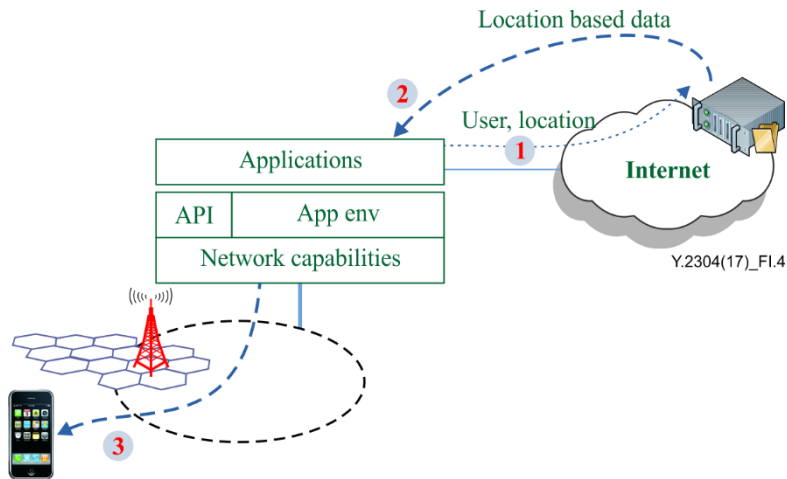 Location based data
2
User, location
1
Applications
Internet
API
App env
Network capabilities
Y.2304(17)_FI.4
3